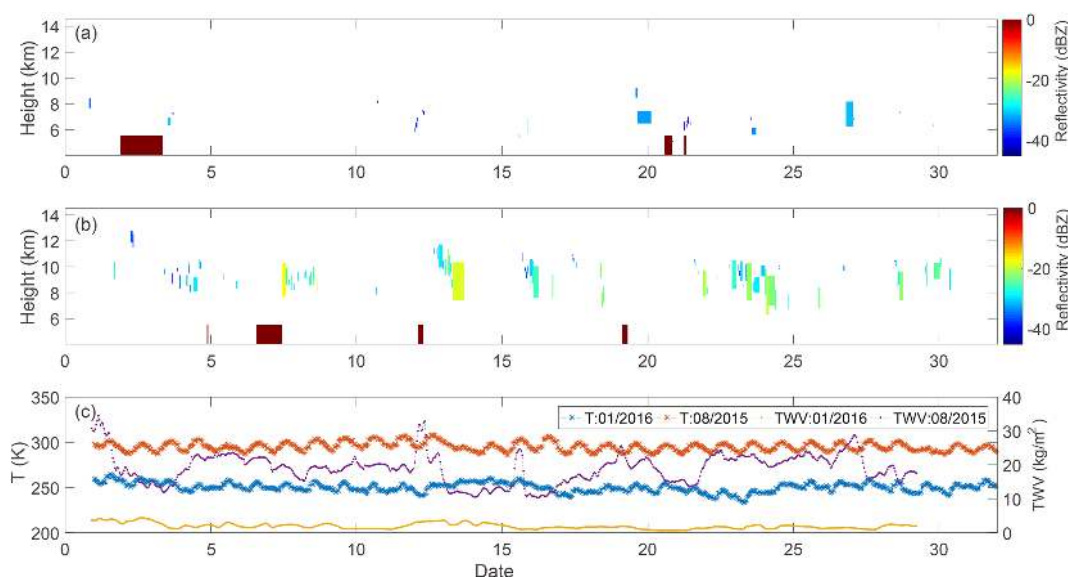 (a)
Height (km)
14
12
10
8
6
0 5 10 15 20 25 30
0
-20
-40
Reflectivity (dBZ)
(b)
Height (km)
14
12
10
8
6
0 5 10 15 20 25 30
0
-20
-40
Reflectivity (dBZ)
(c)
T (K)
350
300
250
200
T:01/2016 T:08/2015 TWV:01/2016 TWV:08/2015
40
30
20
10
0
TWV (kg/m²)
0 5 10 15 20 25 30
Date